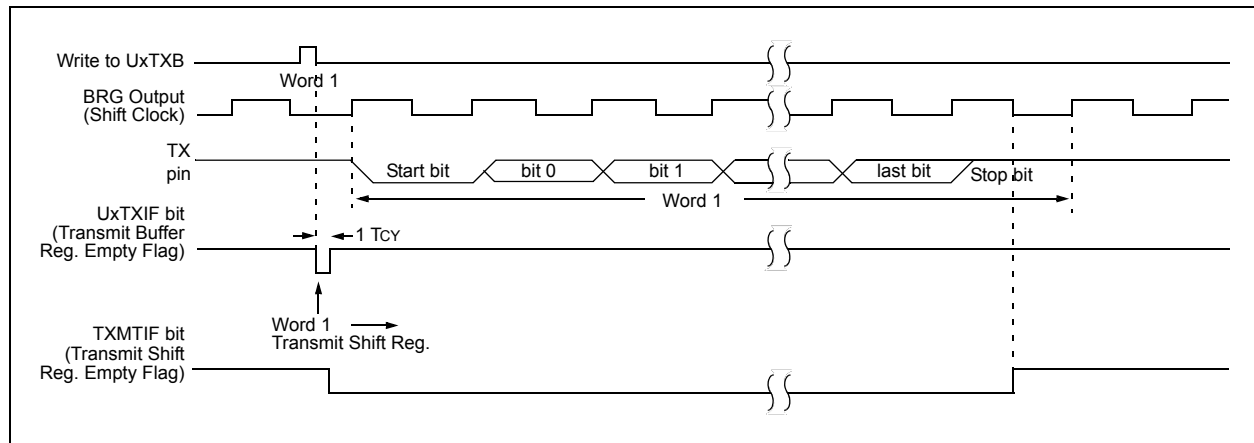 Write to UxTXB
Word 1
BRG Output
(Shift Clock)
TX
pin
Start bit
bit 0
bit 1
last bit
Stop bit
Word 1
UxTXIF bit
(Transmit Buffer
Reg. Empty Flag)
1 TCY
Word 1
Transmit Shift Reg.
TXMTIF bit
(Transmit Shift
Reg. Empty Flag)